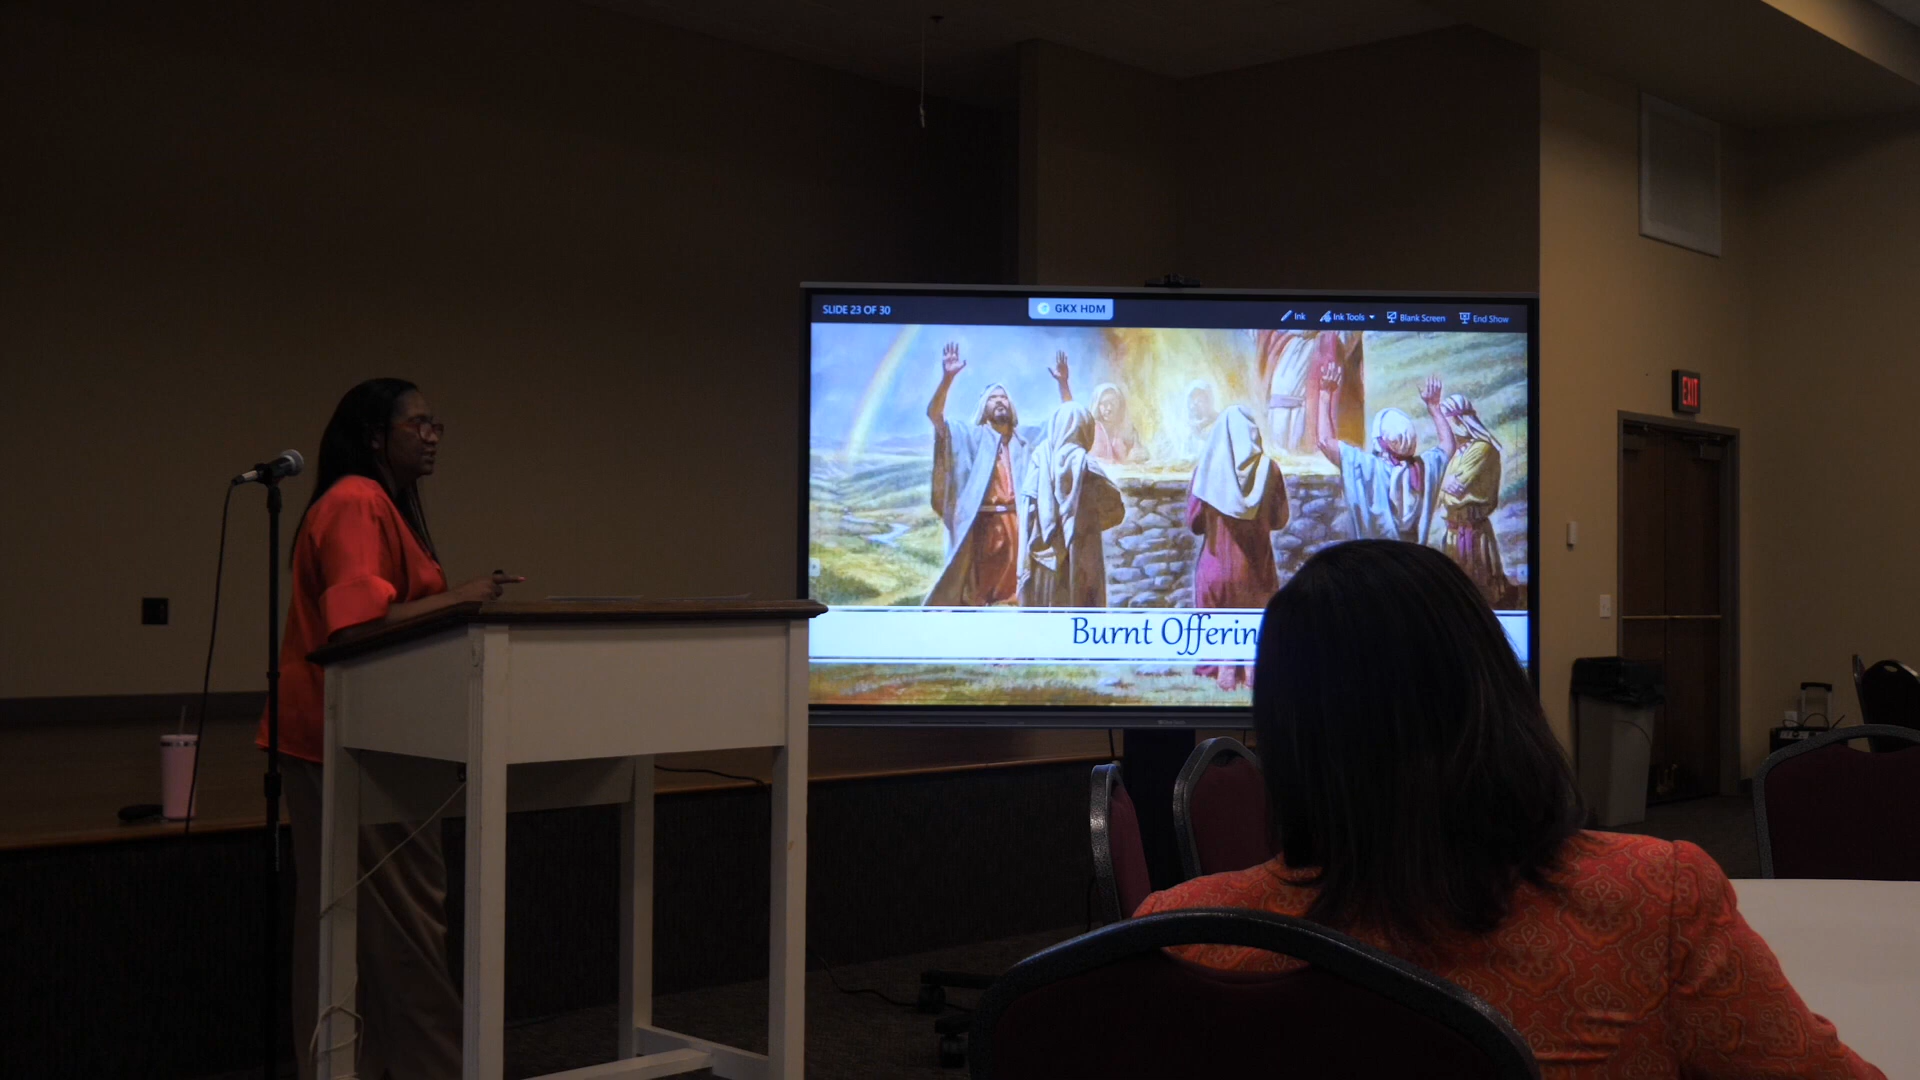 SLIDE 23 OF 30
GKX HDM
Ink
Ink Tools
Blank Screen
End Show
EXIT
Burnt Offerin